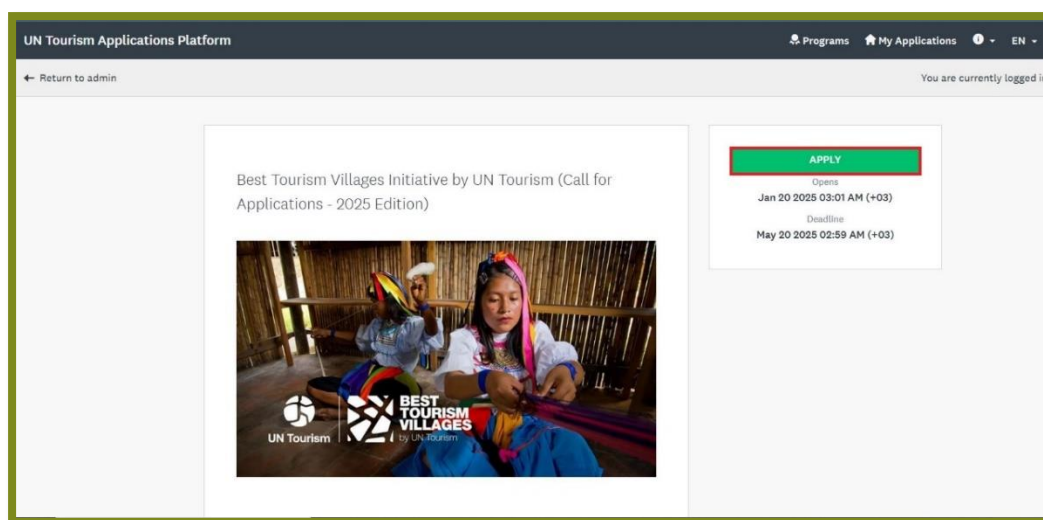 UN Tourism Applications Platform
Programs My Applications EN
Return to admin
You are currently logged
Best Tourism Villages Initiative by UN Tourism (Call for
Applications - 2025 Edition)
APPLY
Opens
Jan 20 2025 03:01 AM (+03)
Deadline
May 20 2025 02:59 AM (+03)
UN Tourism
BEST
TOURISM
VILLAGES
by UN Tourism